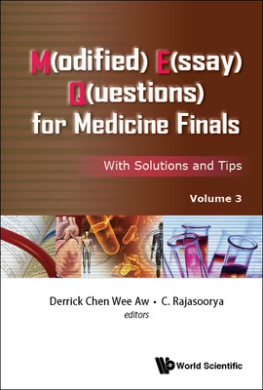 M(odified) E(ssay)
Q(uestions)
for Medicine Finals
With Solutions and Tips
Volume 3
Derrick Chen Wee Aw • C. Rajasoorya
editors
World Scientific